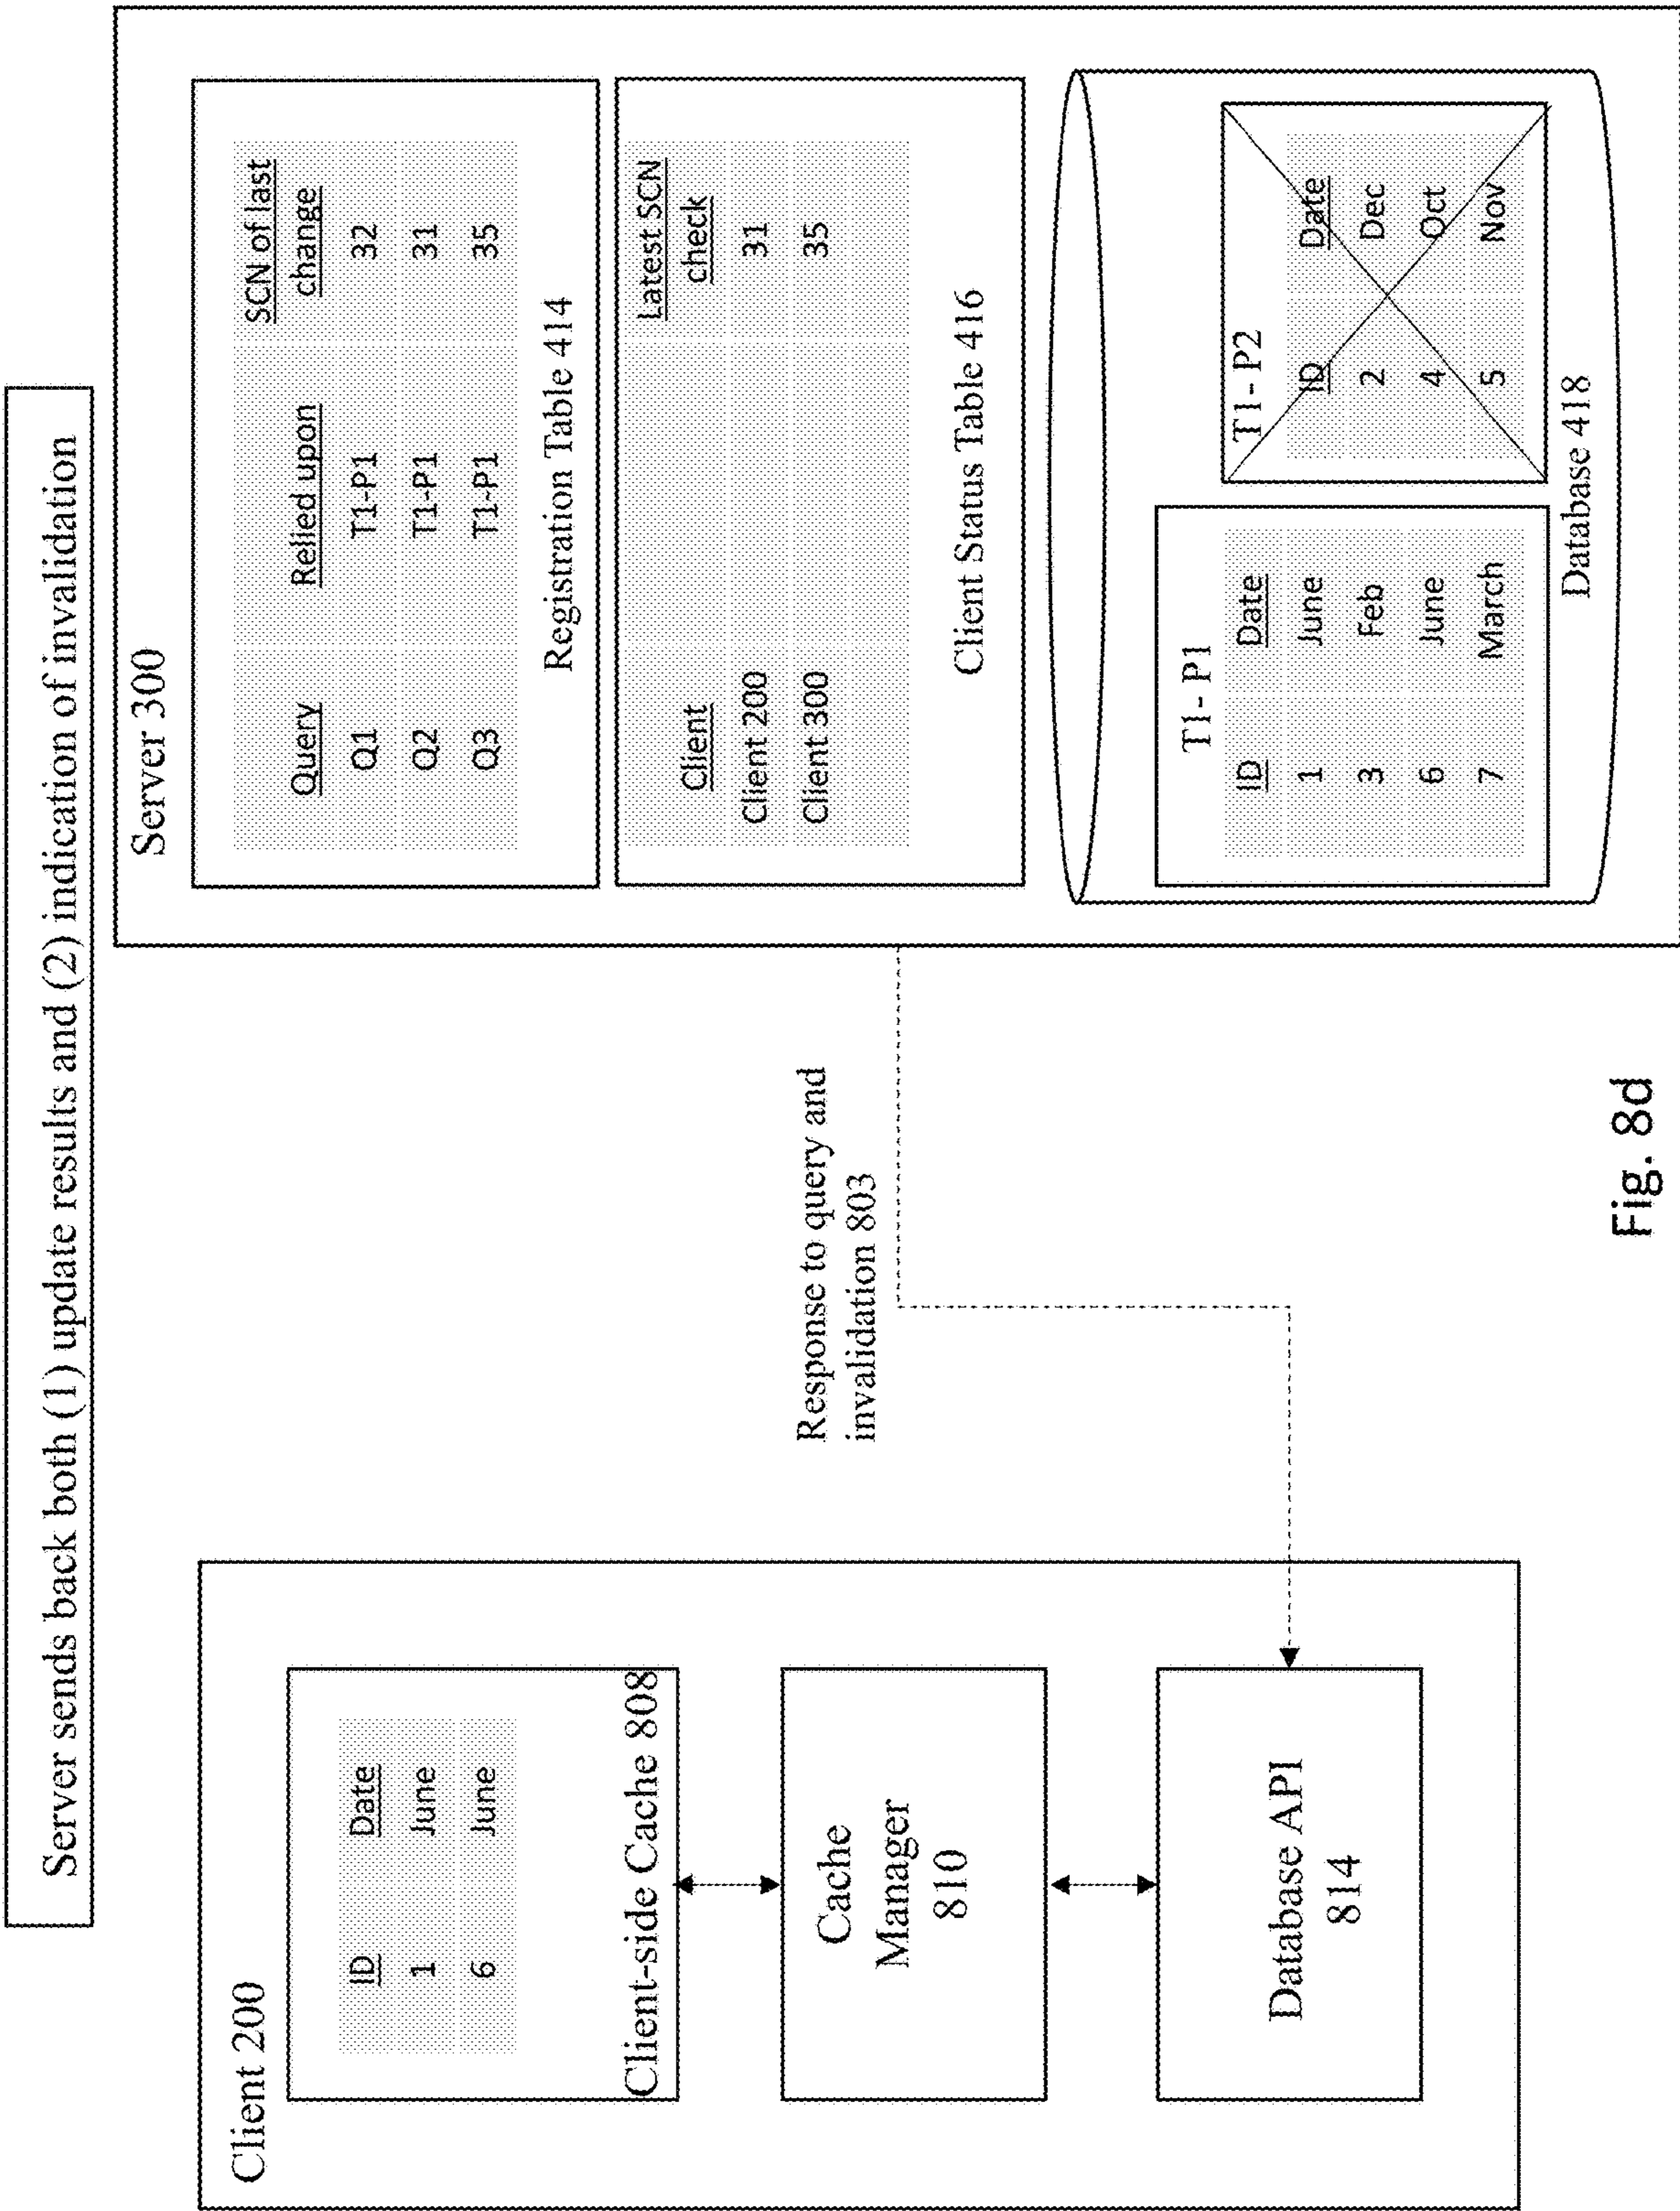 Server sends back both (1) update results and (2) indication of invalidation
Client 200
ID Date
1 June
6 June
Client-side Cache 808
Cache
Manager
810
Database API
814
Response to query and
invalidation 803
Server 300
Query Relied upon SCN of last
change
Q1 T1-P1 32
Q2 T1-P1 31
Q3 T1-P1 35
Registration Table 414
Client Latest SCN
check
Client 200 31
Client 300 35
Client Status Table 416
T1- P1
ID Date
1 June
3 Feb
6 June
7 March
T1- P2
ID Date
2 Dec
4 Oct
5 Nov
Database 418
Fig. 8d